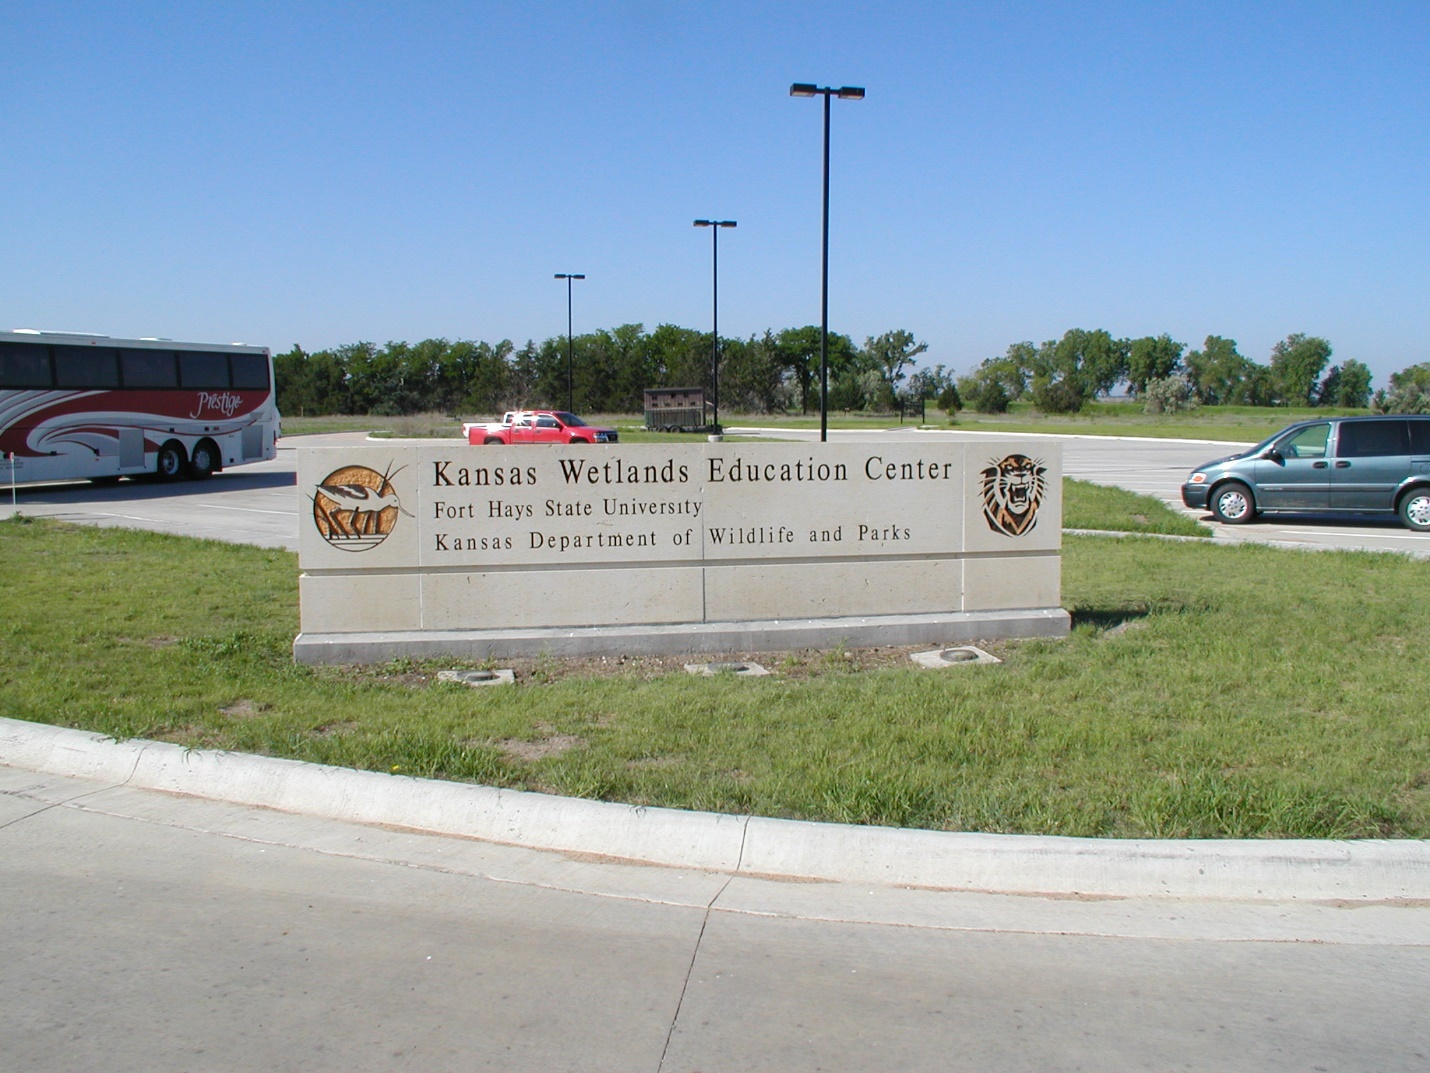 Prestige
Kansas Wetlands Education Center
Fort Hays State University
Kansas Department of Wildlife and Parks